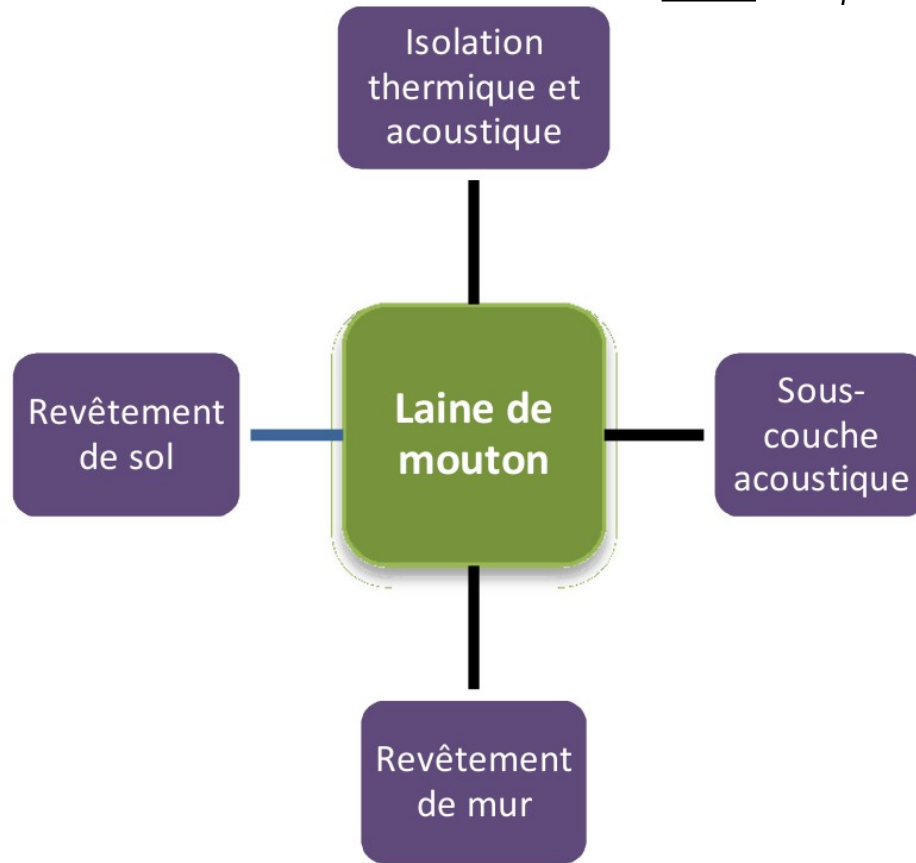 Isolation
thermique et
acoustique
Revêtement
de sol
Laine de
mouton
Sous-
couche
acoustique
Revêtement
de mur